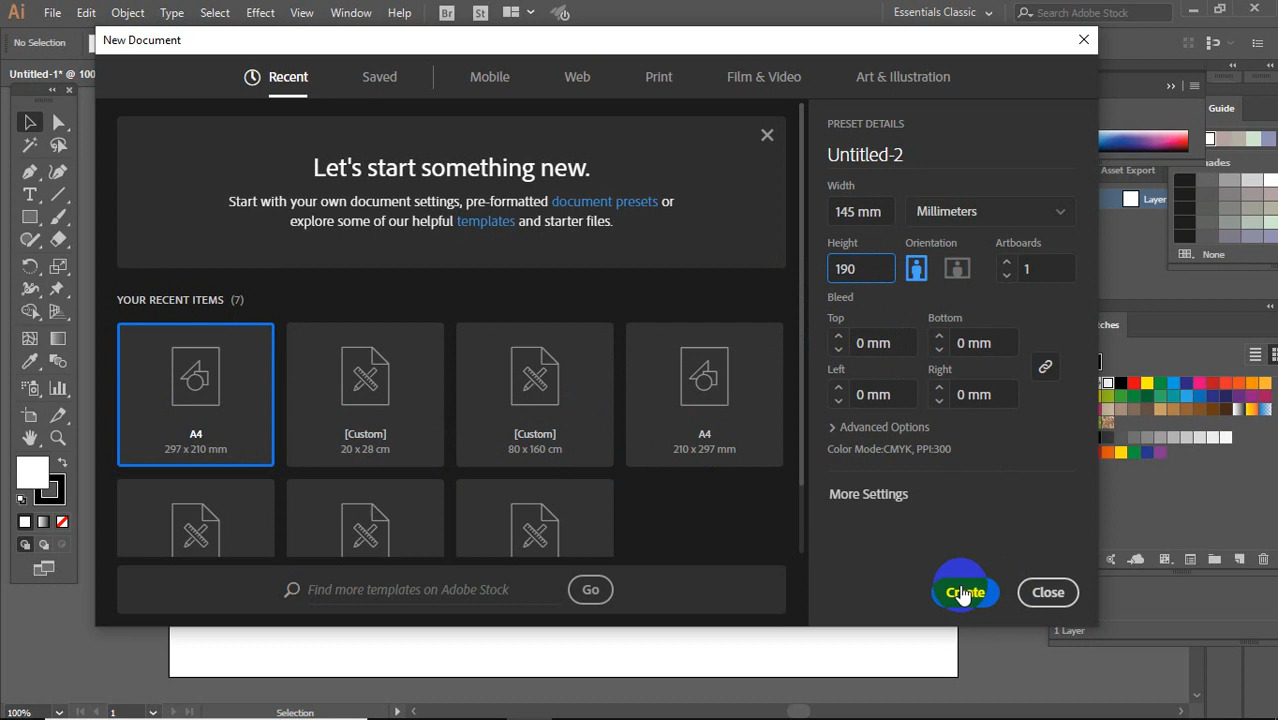 Ai File Edit Object Type Select Effect View Window Help Br St Essentials Classic Search Adobe Stock
No Selection
New Document
Untitled-1* @ 100
Recent Saved Mobile Web Print Film & Video Art & Illustration
Guide
Let's start something new.
Start with your own document settings, pre-formatted document presets or
explore some of our helpful templates and starter files.
YOUR RECENT ITEMS (7)
A4
297 x 210 mm
[Custom]
20 x 28 cm
[Custom]
80 x 160 cm
A4
210 x 297 mm
Find more templates on Adobe Stock Go
PRESET DETAILS
Untitled-2
Width
145 mm Millimeters
Height Orientation Artboards
190 1
Bleed
Top Bottom
0 mm 0 mm
Left Right
0 mm 0 mm
Advanced Options
Color Mode:CMYK, PPI:300
More Settings
Create Close
hades
Asset Export
Layer
None
tches
1 Layer
100% 1 Selection